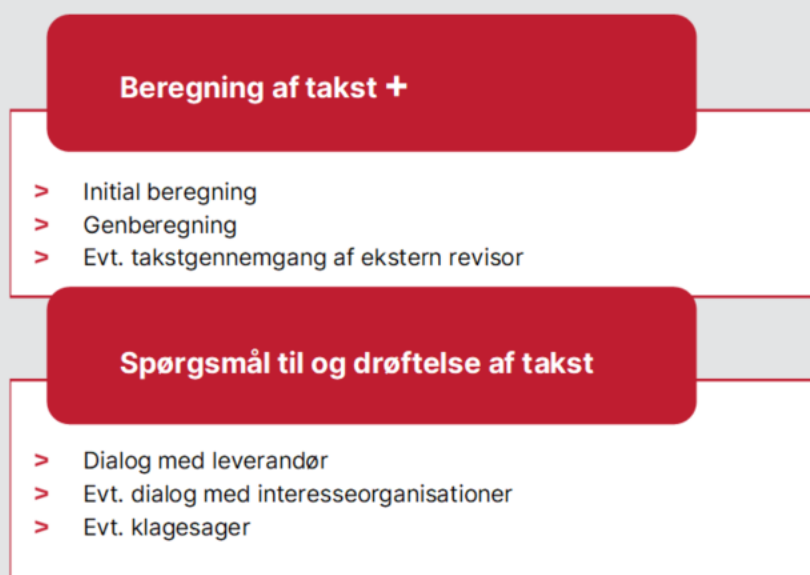 Beregning af takst +
> Initial beregning
> Genberegning
> Evt. takstgennemgang af ekstern revisor
Spørgsmål til og drøftelse af takst
> Dialog med leverandør
> Evt. dialog med interesseorganisationer
> Evt. klagesager